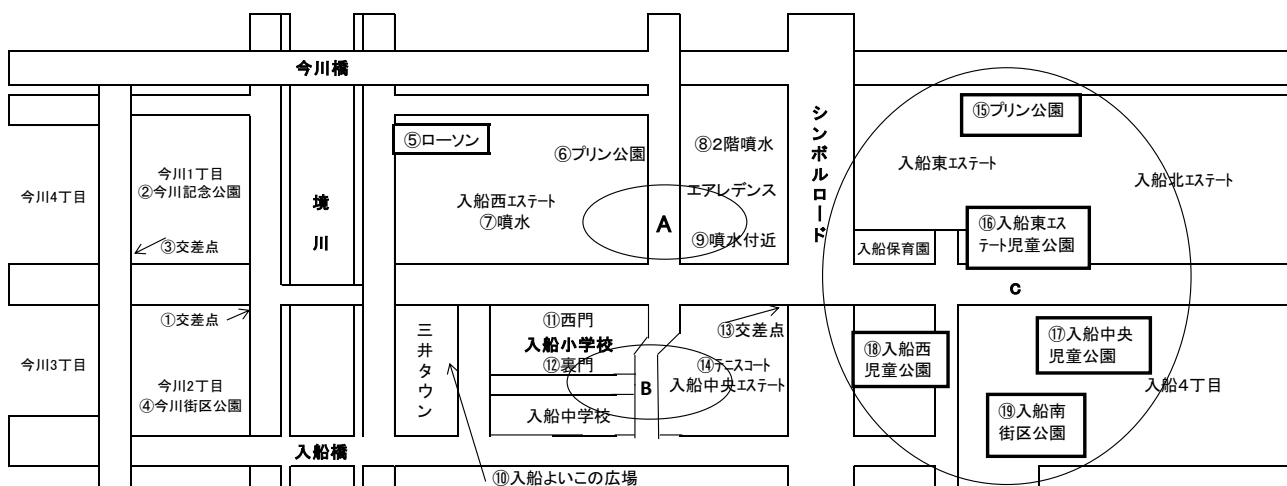 今川橋
⑤ローソン
⑥プリン公園
⑧2階噴水
シンボルロード
⑮プリン公園
今川4丁目
今川1丁目
②今川記念公園
③交差点
境川
入船西エステート
⑦噴水
A
エアレデンス
⑨噴水付近
入船東エステート
入船北エステート
入船保育園
⑯入船東エス
テート児童公園
C
①交差点
今川3丁目
今川2丁目
④今川街区公園
三井タウン
⑪西門
入船小学校
⑫裏門
B
入船中学校
⑬交差点
⑭テニスコート
入船中央エステート
⑱入船西
児童公園
⑰入船中央
児童公園
入船4丁目
⑲入船南
街区公園
入船橋
⑩入船よいこの広場